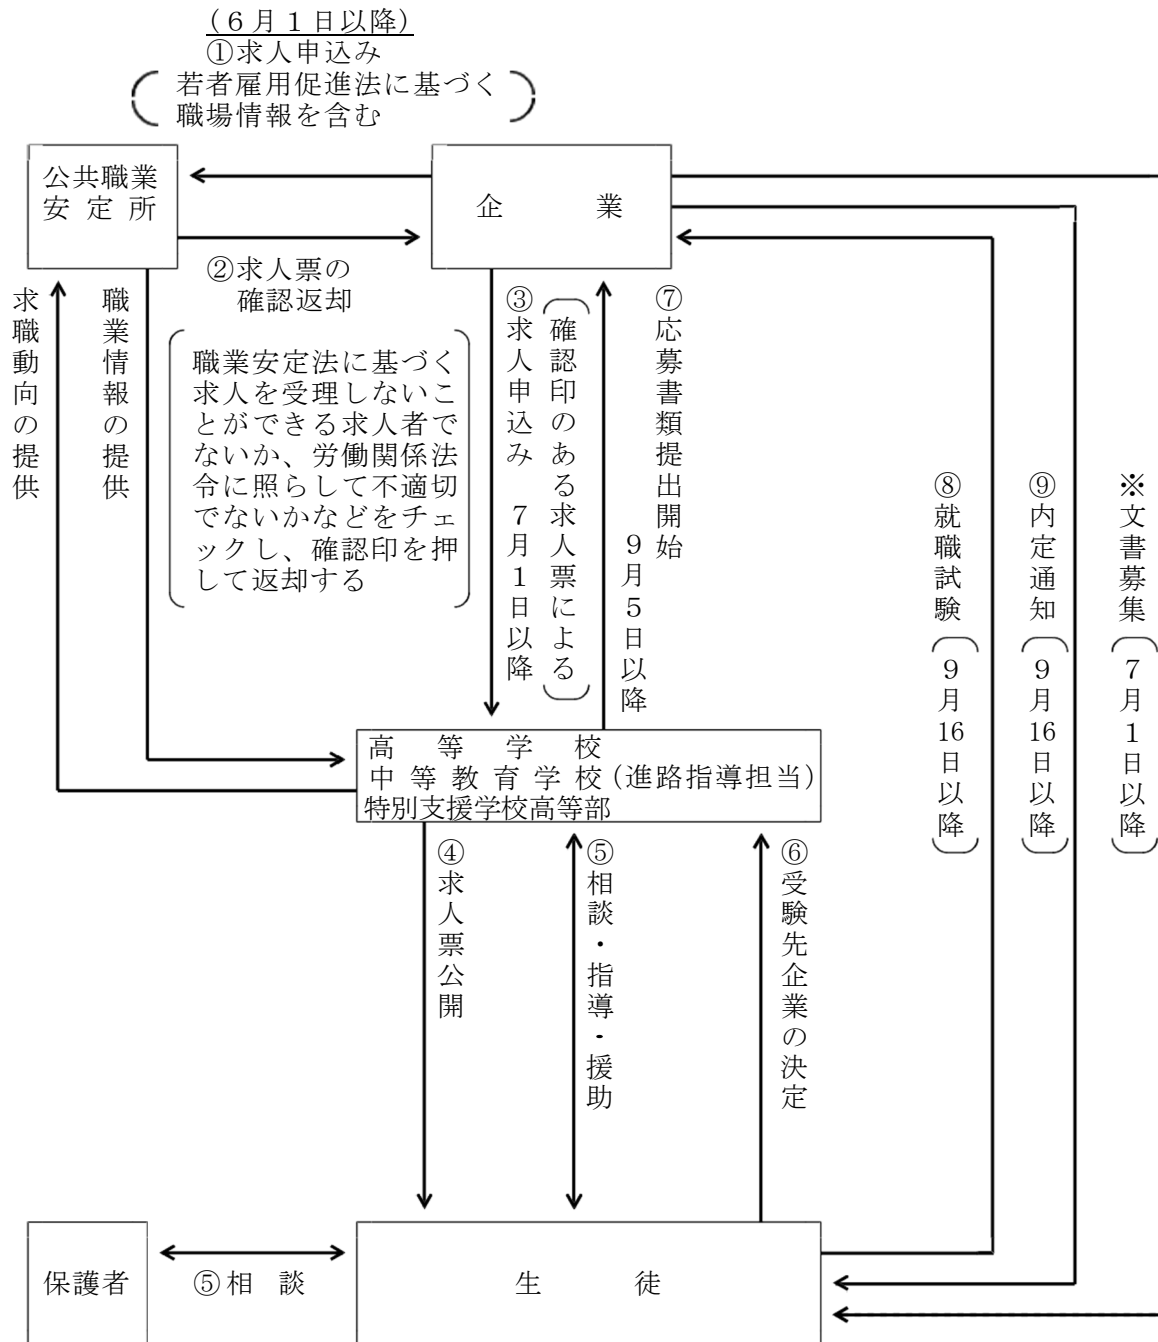 (６月１日以降)
①求人申込み
若者雇用促進法に基づく
職場情報を含む
公共職業
安定所
企業
②求人票の
確認返却
職業安定法に基づく
求人を受理しないこ
とができる求人者で
ないか、労働関係法
令に照らして不適切
でないかなどをチェ
ックし、確認印を押
して返却する
求職動向の提供
職業情報の提供
③求人申込み ７月１日以降
確認印のある求人票による
⑦応募書類提出開始
９月５日以降
⑧就職試験
９月16日以降
⑨内定通知
９月16日以降
※文書募集
７月１日以降
高等学校
中等教育学校(進路指導担当)
特別支援学校高等部
④求人票公開
⑤相談・指導・援助
⑥受験先企業の決定
保護者
⑤相談
生徒